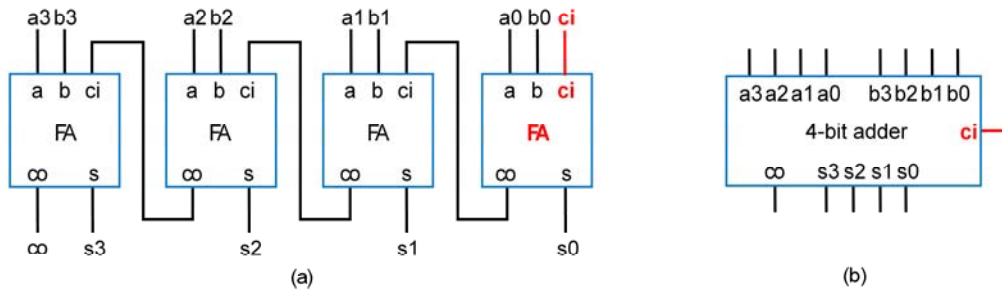 a3 b3 a2 b2 a1 b1 a0 b0 ci
a b ci a b ci a b ci a b ci
FA FA FA FA
co s co s co s co s
co s3 s2 s1 s0
(a)
a3 a2 a1 a0 b3 b2 b1 b0
4-bit adder ci
co s3 s2 s1 s0
(b)